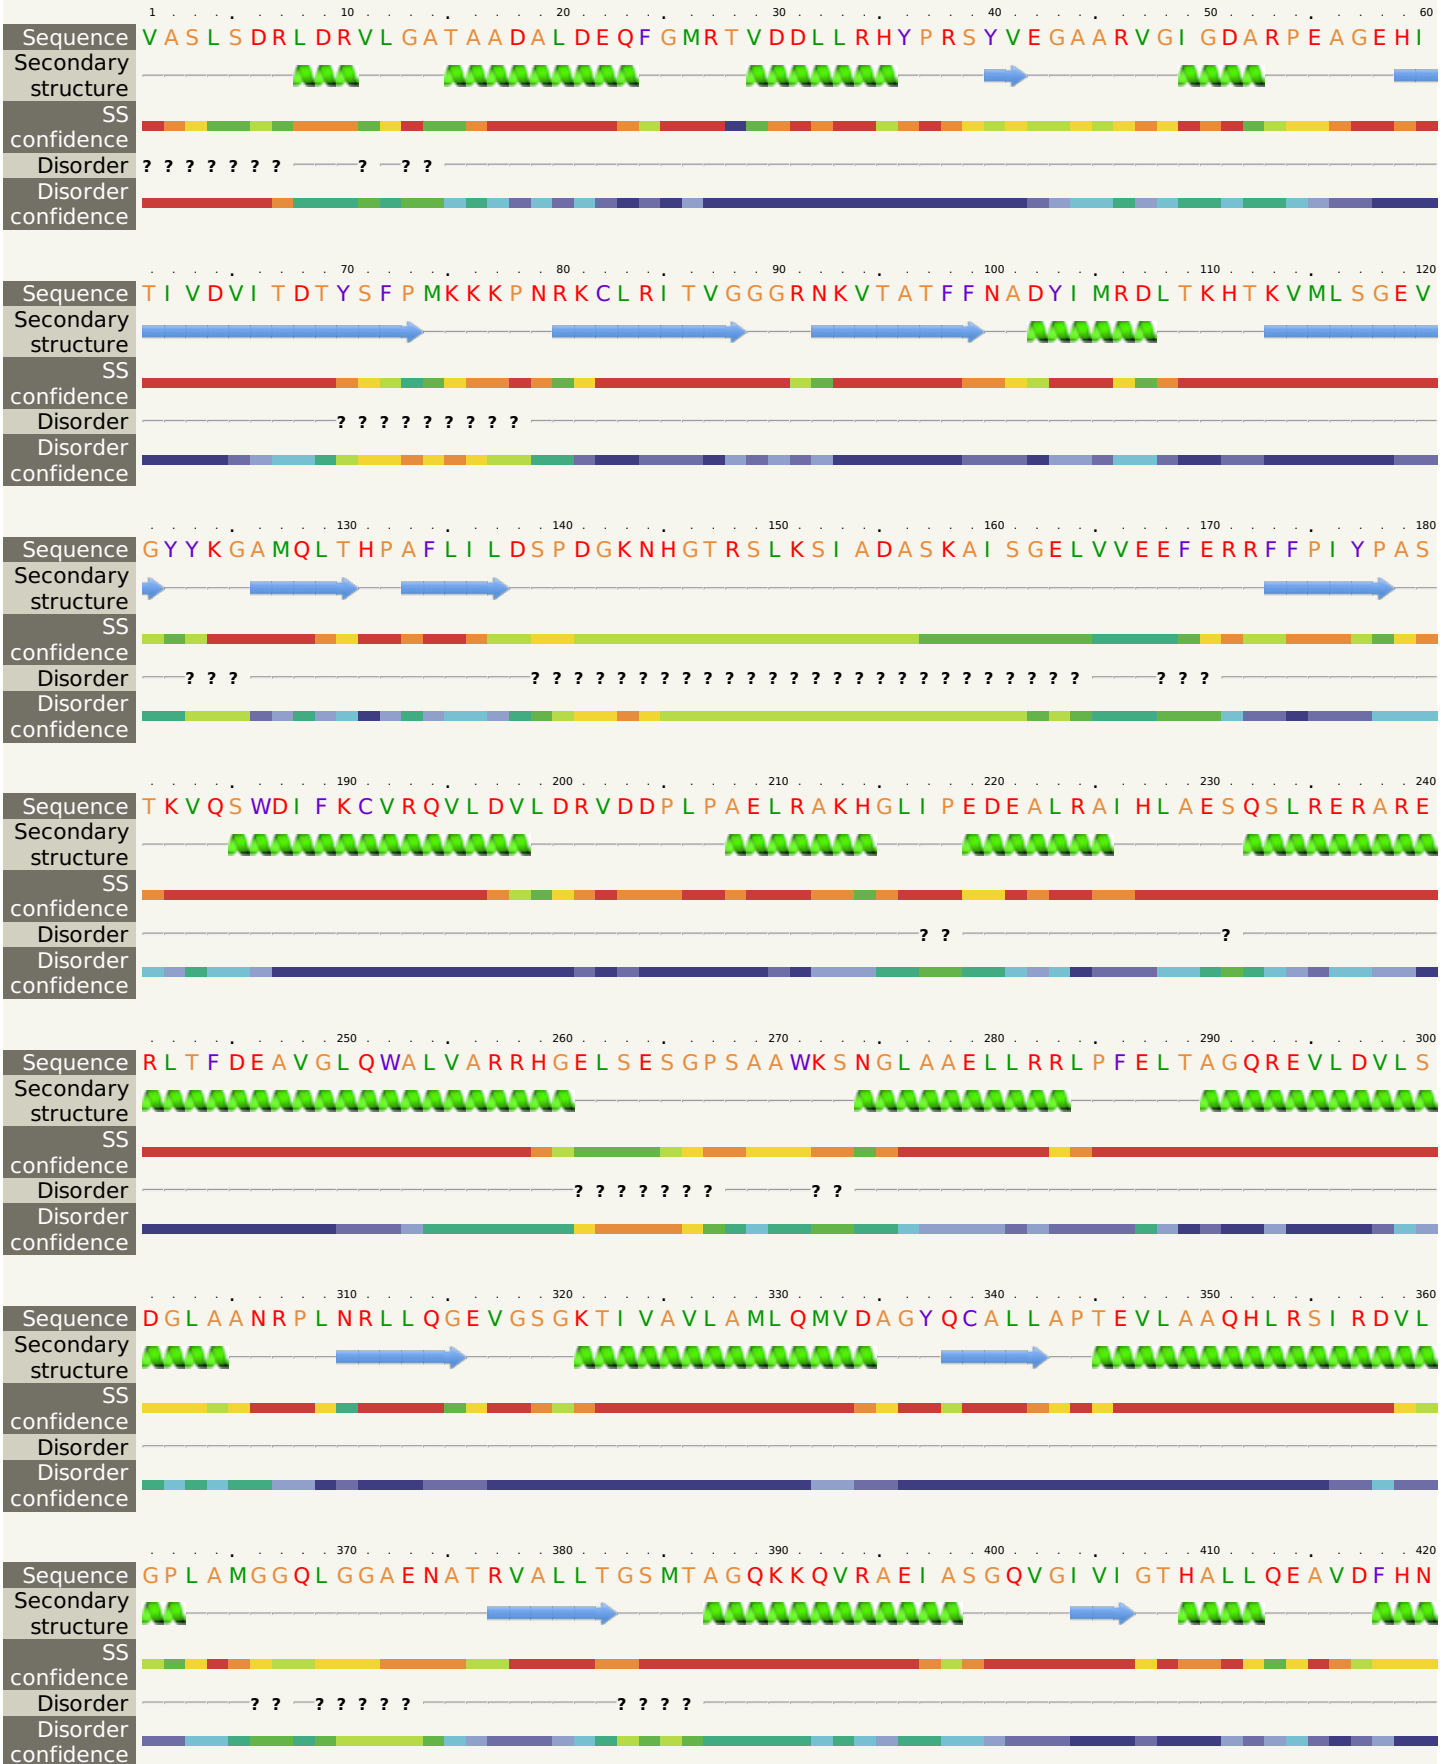 1 10 20 30 40 50 60
Sequence VASLSDRLDRVLGATAADALDEQFGMRTVDDLLRHYPRSYVEGAARVGIGDARPEAGEHI
Secondary
structure
SS
confidence
Disorder ? ? ? ? ? ? ? ? ? ?
Disorder
confidence
70 80 90 100 110 120
Sequence TIVDVITDTYSFPMKKKPNRKCLRITVGGGRNKVTATFFNADYIMRDLTKHTKVMLSGEV
Secondary
structure
SS
confidence
Disorder ? ? ? ? ? ? ? ? ?
Disorder
confidence
130 140 150 160 170 180
Sequence GYYKGAMQLTHPAFLILDSPDGKNHGTRSLKSIADASKAISGELVVEEFERRFFPIYPAS
Secondary
structure
SS
confidence
Disorder ? ? ? ? ? ? ? ? ? ? ? ? ? ? ? ? ? ? ? ? ? ? ? ? ? ? ? ? ? ? ? ?
Disorder
confidence
190 200 210 220 230 240
Sequence TKVQSWDIFKCVRQVLDVLDRVDDPLPAELRAKHGLIPEDEALRAIHLAESQSLRERARE
Secondary
structure
SS
confidence
Disorder ? ? ?
Disorder
confidence
250 260 270 280 290 300
Sequence RLTFDEAVGLQWALVARRHGELSESGPSAAWKSNGLAAELLRRLPFELTAGQREVLDVLS
Secondary
structure
SS
confidence
Disorder ? ? ? ? ? ? ? ? ?
Disorder
confidence
310 320 330 340 350 360
Sequence DGLAANRPLNRLLQGEVGSGKTIVAVLAMLQMVDAGYQCALLAPTEVLAAQHLRSIRDVL
Secondary
structure
SS
confidence
Disorder
Disorder
confidence
370 380 390 400 410 420
Sequence GPLAMGGQLGGAENATRVALLTGSMTAGQKKQVRAEIASGQVGIVIGTHALLQEAVDFHN
Secondary
structure
SS
confidence
Disorder ? ? ? ? ? ? ? ? ? ? ?
Disorder
confidence